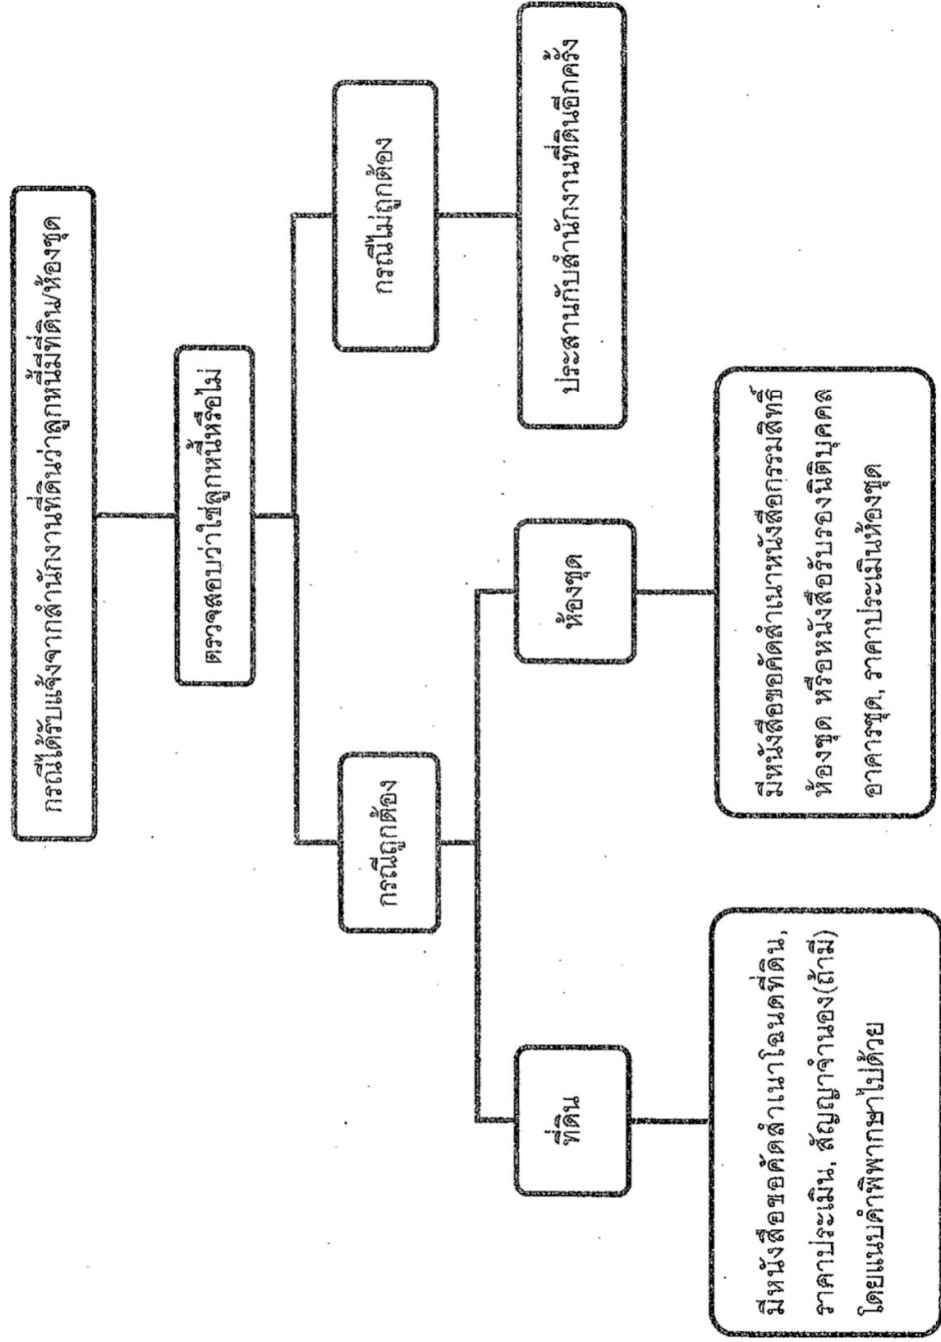 กรณีได้รับแจ้งจากสำนักงานที่ดินว่าลูกหนี้มีที่ดิน/ห้องชุด
ตรวจสอบว่าใช่ลูกหนี้หรือไม่
กรณีถูกต้อง
กรณีไม่ถูกต้อง
ที่ดิน
ห้องชุด
ประสานกับสำนักงานที่ดินอีกครั้ง
มีหนังสือขอคัดสำเนาโฉนดที่ดิน,
ราคาประเมิน, สัญญาจำนอง(ถ้ามี)
โดยแนบคำพิพากษาไปด้วย
มีหนังสือขอคัดสำเนาหนังสือกรรมสิทธิ์
ห้องชุด หรือหนังสือรับรองนิติบุคคล
อาคารชุด, ราคาประเมินห้องชุด